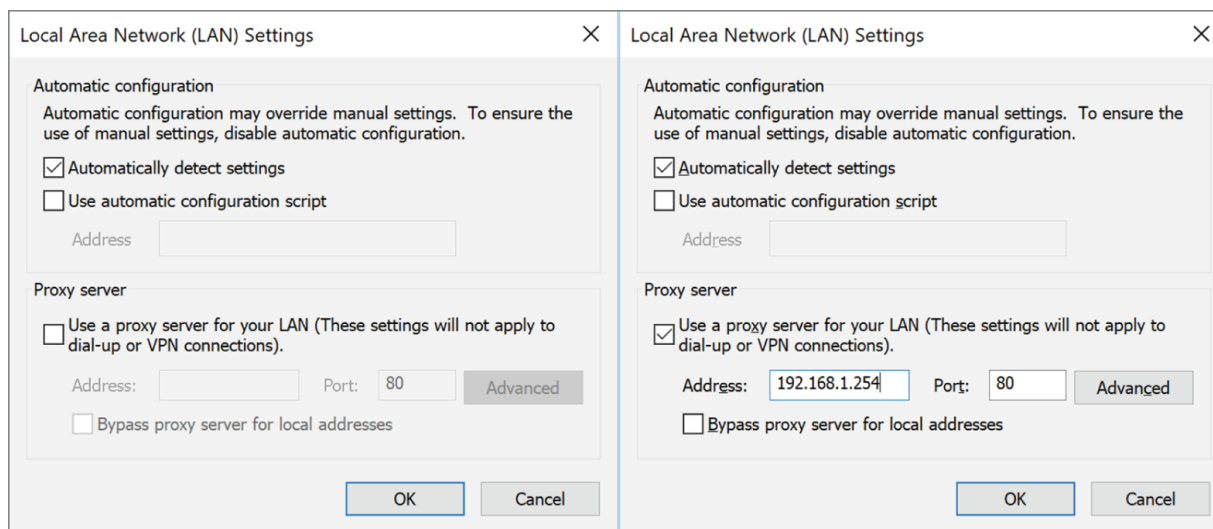 Local Area Network (LAN) Settings
Automatic configuration
Automatic configuration may override manual settings. To ensure the
use of manual settings, disable automatic configuration.
Automatically detect settings
Use automatic configuration script
Address
Proxy server
Use a proxy server for your LAN (These settings will not apply to
dial-up or VPN connections).
Address:
Port: 80
Advanced
Bypass proxy server for local addresses
OK
Cancel
Local Area Network (LAN) Settings
Automatic configuration
Automatic configuration may override manual settings. To ensure the
use of manual settings, disable automatic configuration.
Automatically detect settings
Use automatic configuration script
Address
Proxy server
Use a proxy server for your LAN (These settings will not apply to
dial-up or VPN connections).
Address: 192.168.1.254
Port: 80
Advanced
Bypass proxy server for local addresses
OK
Cancel